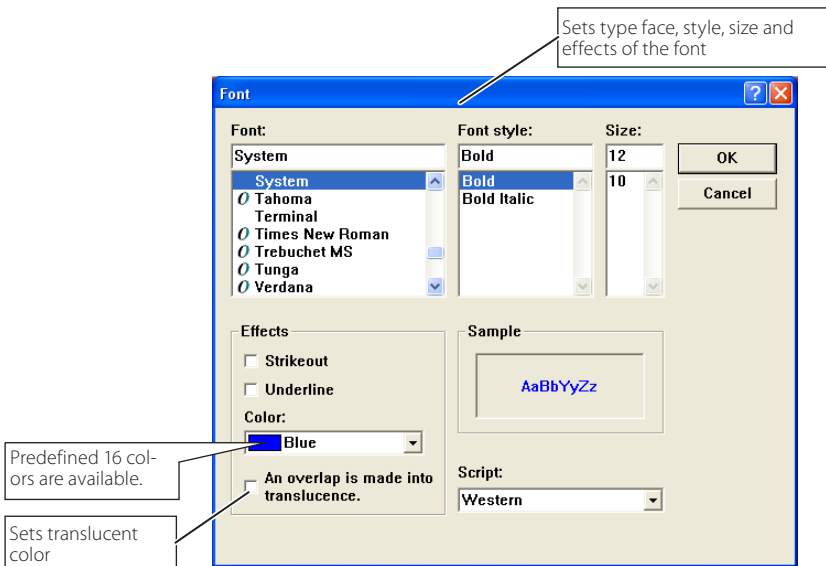 Sets type face, style, size and
effects of the font
Font
Font: Font style: Size:
System Bold 12 OK
System Bold 10 Cancel
O Tahoma Bold Italic
Terminal
O Times New Roman
O Trebuchet MS
O Tunga
O Verdana
Effects Sample
Strikeout
Underline AaBbYyZz
Color:
Blue
Predefined 16 col-
ors are available.
An overlap is made into
translucence.
Script:
Western
Sets translucent
color